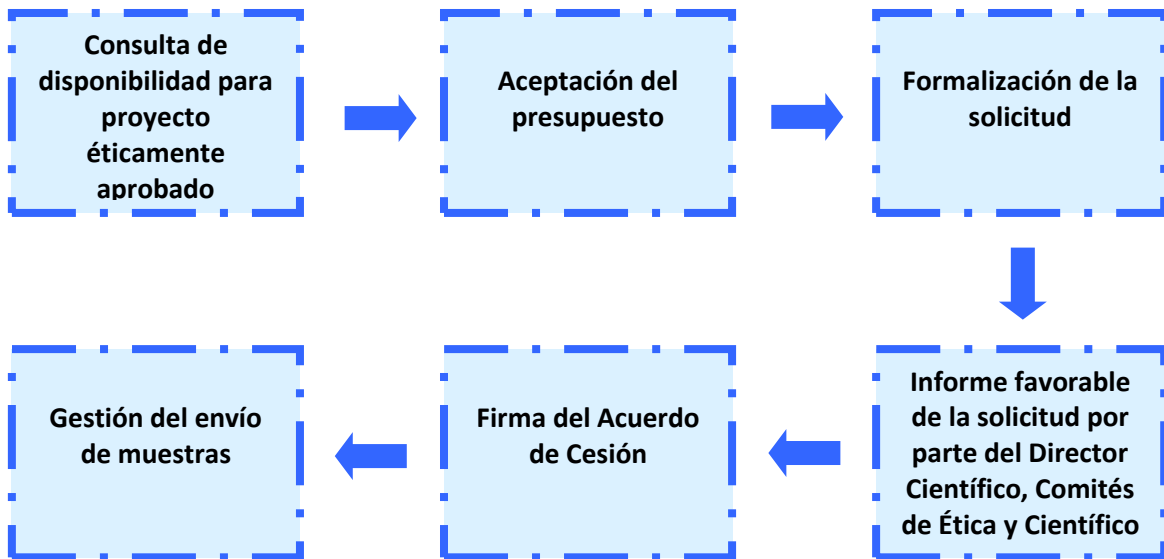 Consulta de
disponibilidad para
proyecto
éticamente
aprobado
Aceptación del
presupuesto
Formalización de la
solicitud
Informe favorable
de la solicitud por
parte del Director
Científico, Comités
de Ética y Científico
Firma del Acuerdo
de Cesión
Gestión del envío
de muestras